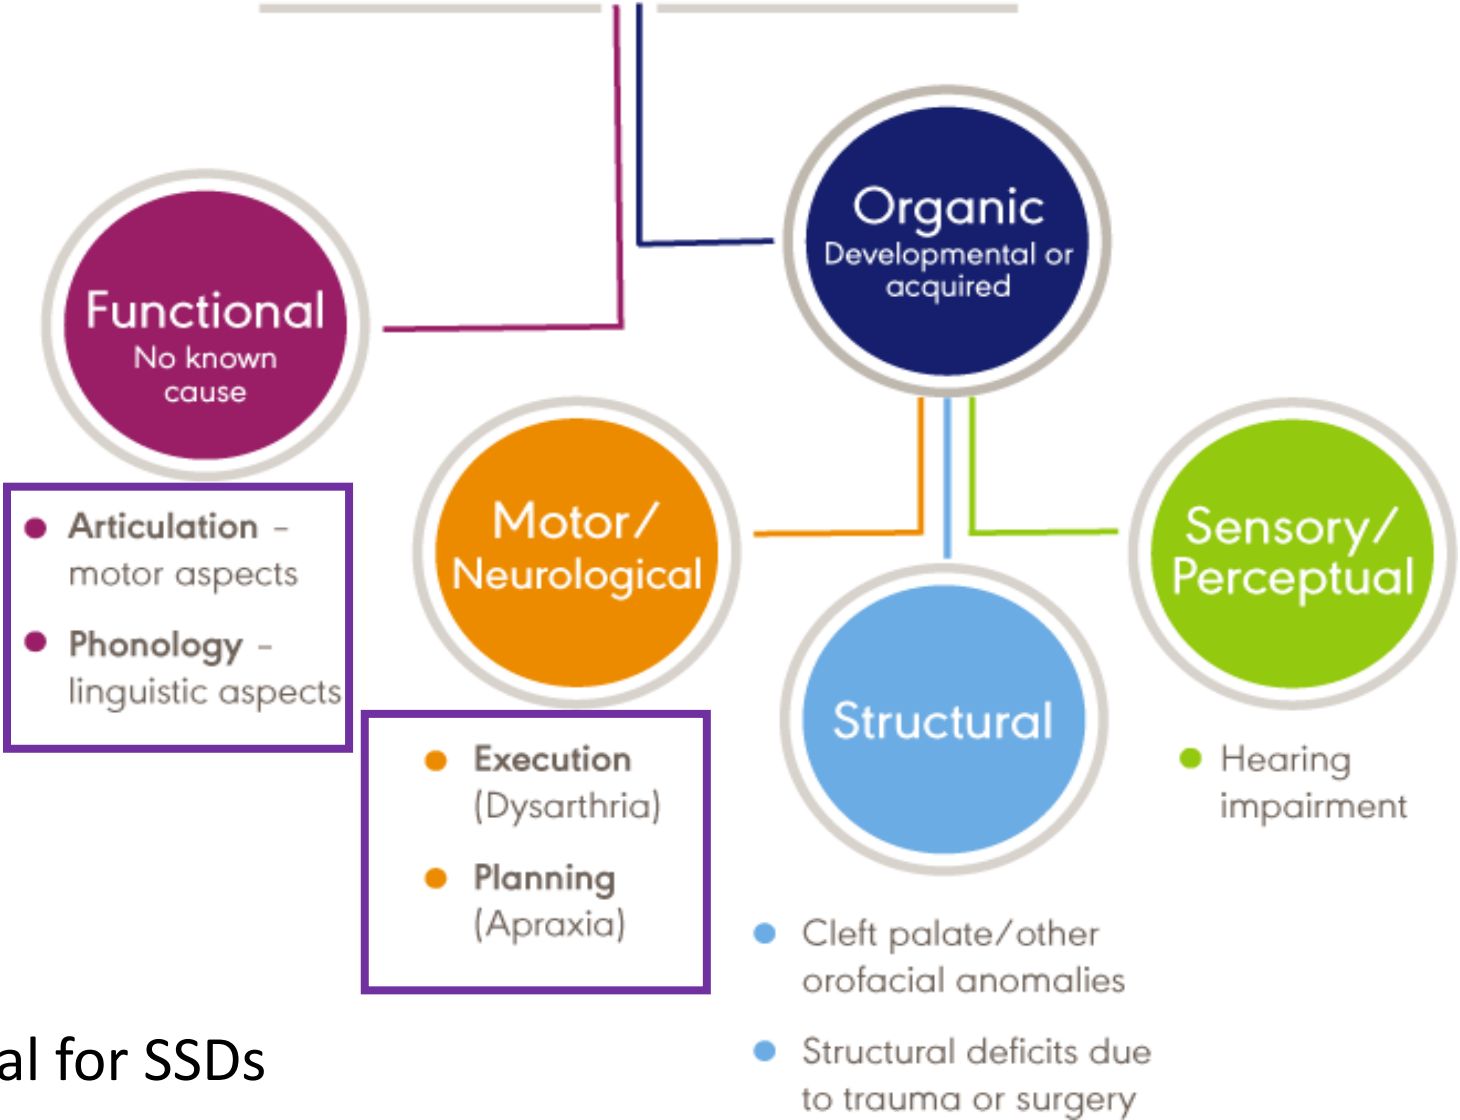 Organic
Developmental or
acquired
Functional
No known
cause
Articulation –
motor aspects
Phonology –
linguistic aspects
Motor/
Neurological
Execution
(Dysarthria)
Planning
(Apraxia)
Structural
Cleft palate/other
orofacial anomalies
Structural deficits due
to trauma or surgery
Sensory/
Perceptual
Hearing
impairment
al for SSDs